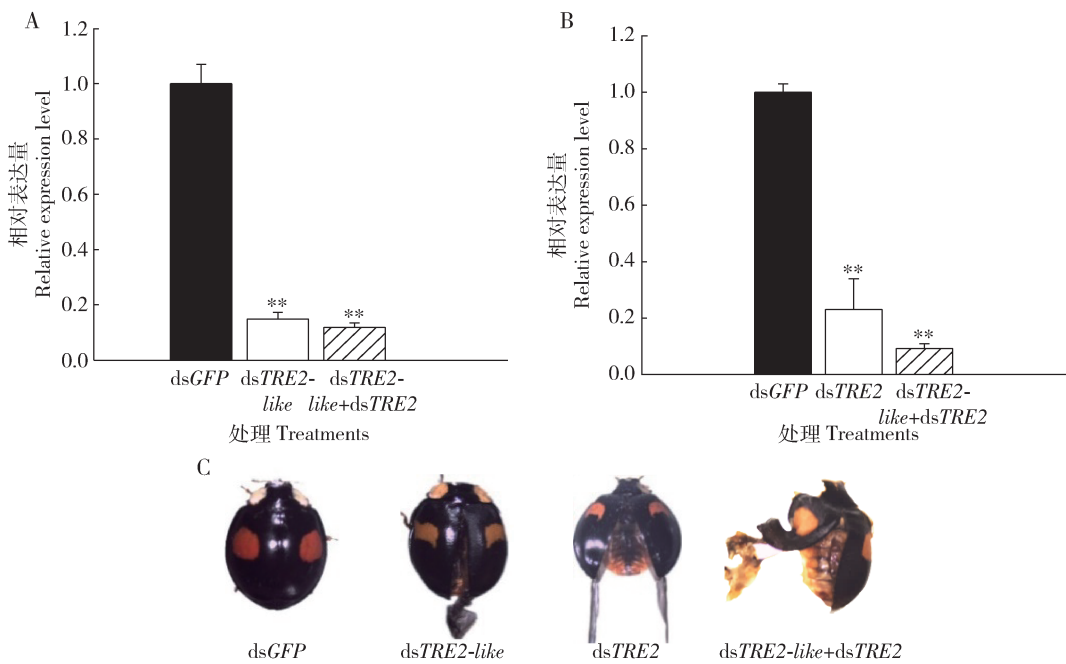 A
相对表达量
Relative expression level
1.2
1.0
0.8
0.6
0.4
0.2
0.0
**
**
dsGFP
dsTRE2-
like
dsTRE2-
like+dsTRE2
处理 Treatments
B
相对表达量
Relative expression level
1.2
1.0
0.8
0.6
0.4
0.2
0.0
**
**
dsGFP
dsTRE2
dsTRE2-
like+dsTRE2
处理 Treatments
C
dsGFP
dsTRE2-like
dsTRE2
dsTRE2-like+dsTRE2